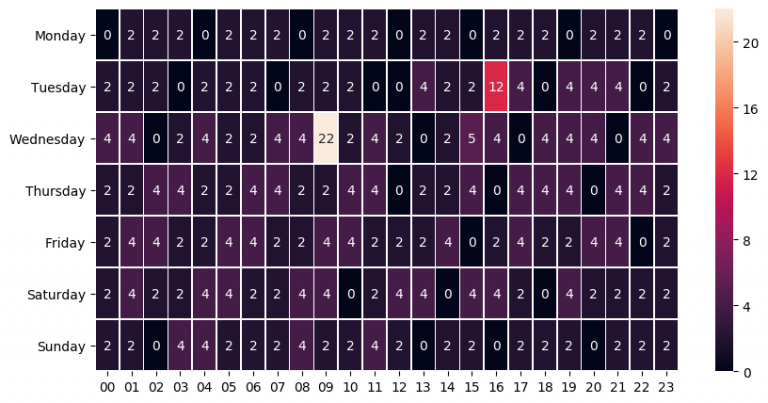 Monday 0 2 2 2 0 2 2 2 0 2 2 2 0 2 2 0 2 2 2 0 2 2 2 0
Tuesday 2 2 2 0 2 2 2 0 2 2 2 0 0 4 2 2 12 4 0 4 4 4 0 2
Wednesday 4 4 0 2 4 2 2 4 4 22 2 4 2 0 2 5 4 0 4 4 4 0 4 4
Thursday 2 2 4 4 2 2 4 4 2 2 4 4 0 2 2 4 0 4 4 4 0 4 4 2
Friday 2 4 4 2 2 4 4 2 2 4 4 2 2 2 4 0 2 4 2 2 4 4 0 2
Saturday 2 4 2 2 4 4 2 2 4 4 0 2 4 4 0 4 4 2 0 4 2 2 2 2
Sunday 2 2 0 4 4 2 2 2 4 2 2 4 2 0 2 2 0 2 2 2 0 2 2 2
00 01 02 03 04 05 06 07 08 09 10 11 12 13 14 15 16 17 18 19 20 21 22 23
20
16
12
8
4
0